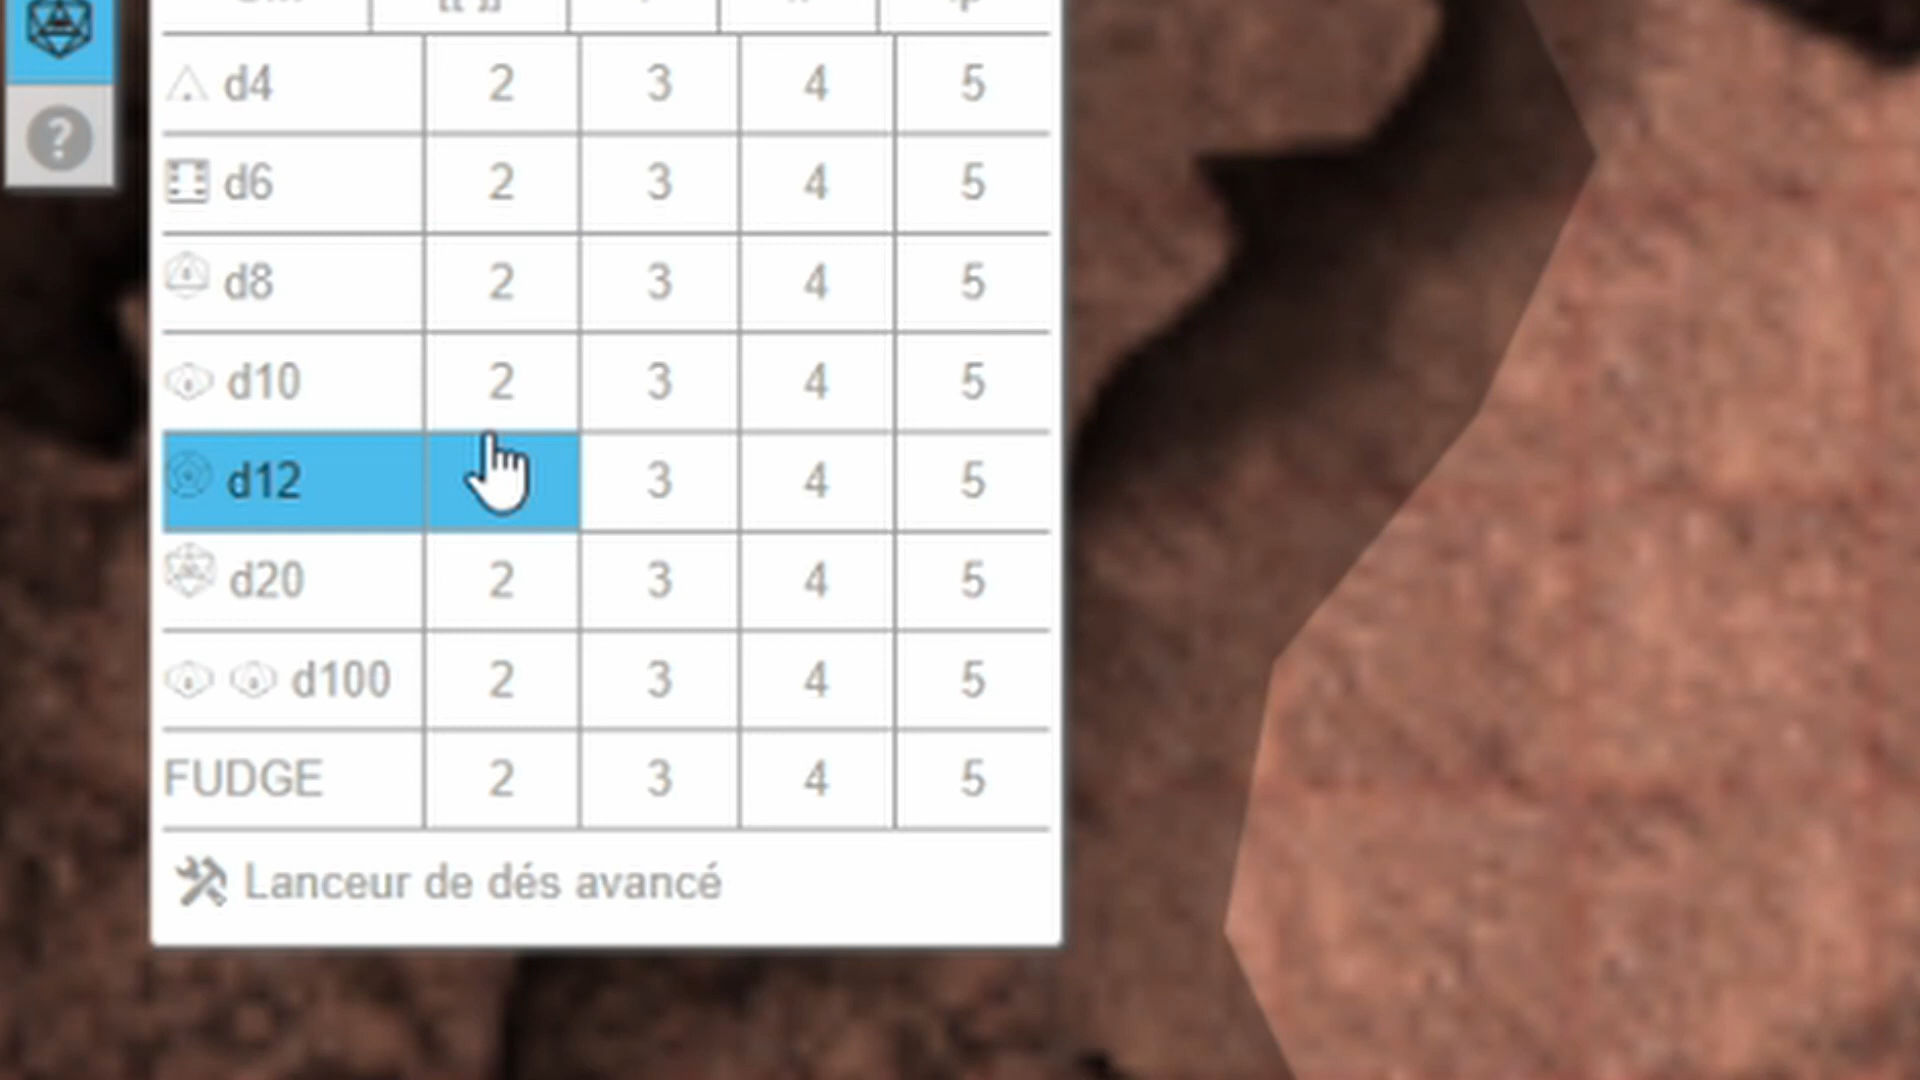 d4 2 3 4 5
d6 2 3 4 5
d8 2 3 4 5
d10 2 3 4 5
d12 3 4 5
d20 2 3 4 5
d100 2 3 4 5
FUDGE 2 3 4 5
Lanceur de dés avancé
?